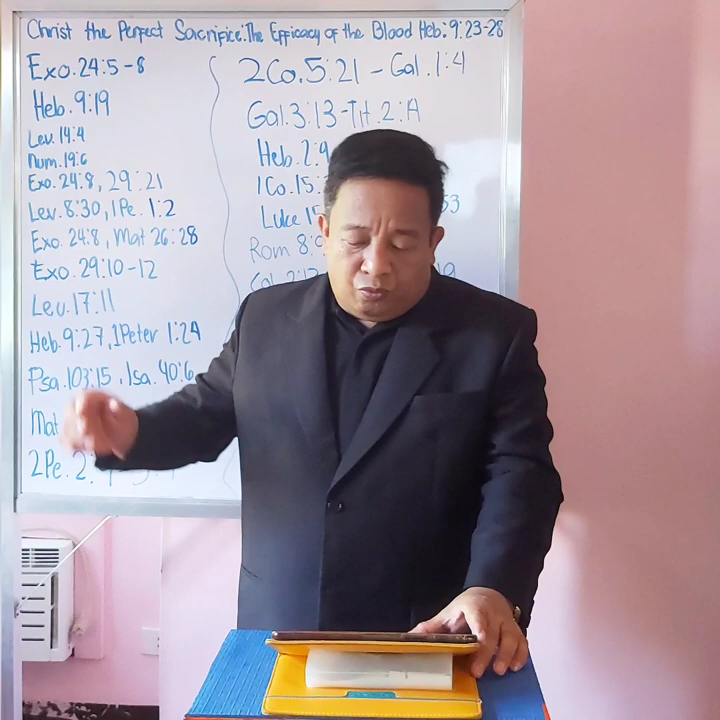 Christ the Perfect Sacrifice: The Efficacy of the Blood Heb: 9:23-28
Exo. 24:5-8
Heb. 9:19
Lev. 14:4
Num. 19:6
Exo. 24:8, 29:21
Lev. 8:30, 1Pe. 1:2
Exo. 24:8, Mat 26:28
Exo. 29:10-12
Lev. 17:11
Heb. 9:27, 1Peter 1:24
Psa. 103:15, Isa. 40:6
Mat
2Pe. 2:
2Co. 5:21 - Gal. 1:4
Gal. 3:13 - Tit. 2:
Heb. 2:9
1Co. 15:
Luke
Rom 8: